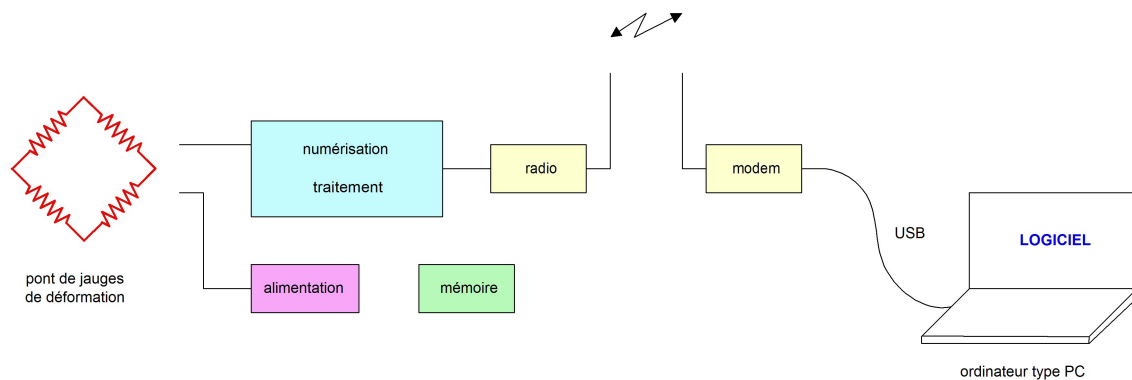 numérisation
traitement
radio
modem
USB
LOGICIEL
pont de jauges
de déformation
alimentation
mémoire
ordinateur type PC